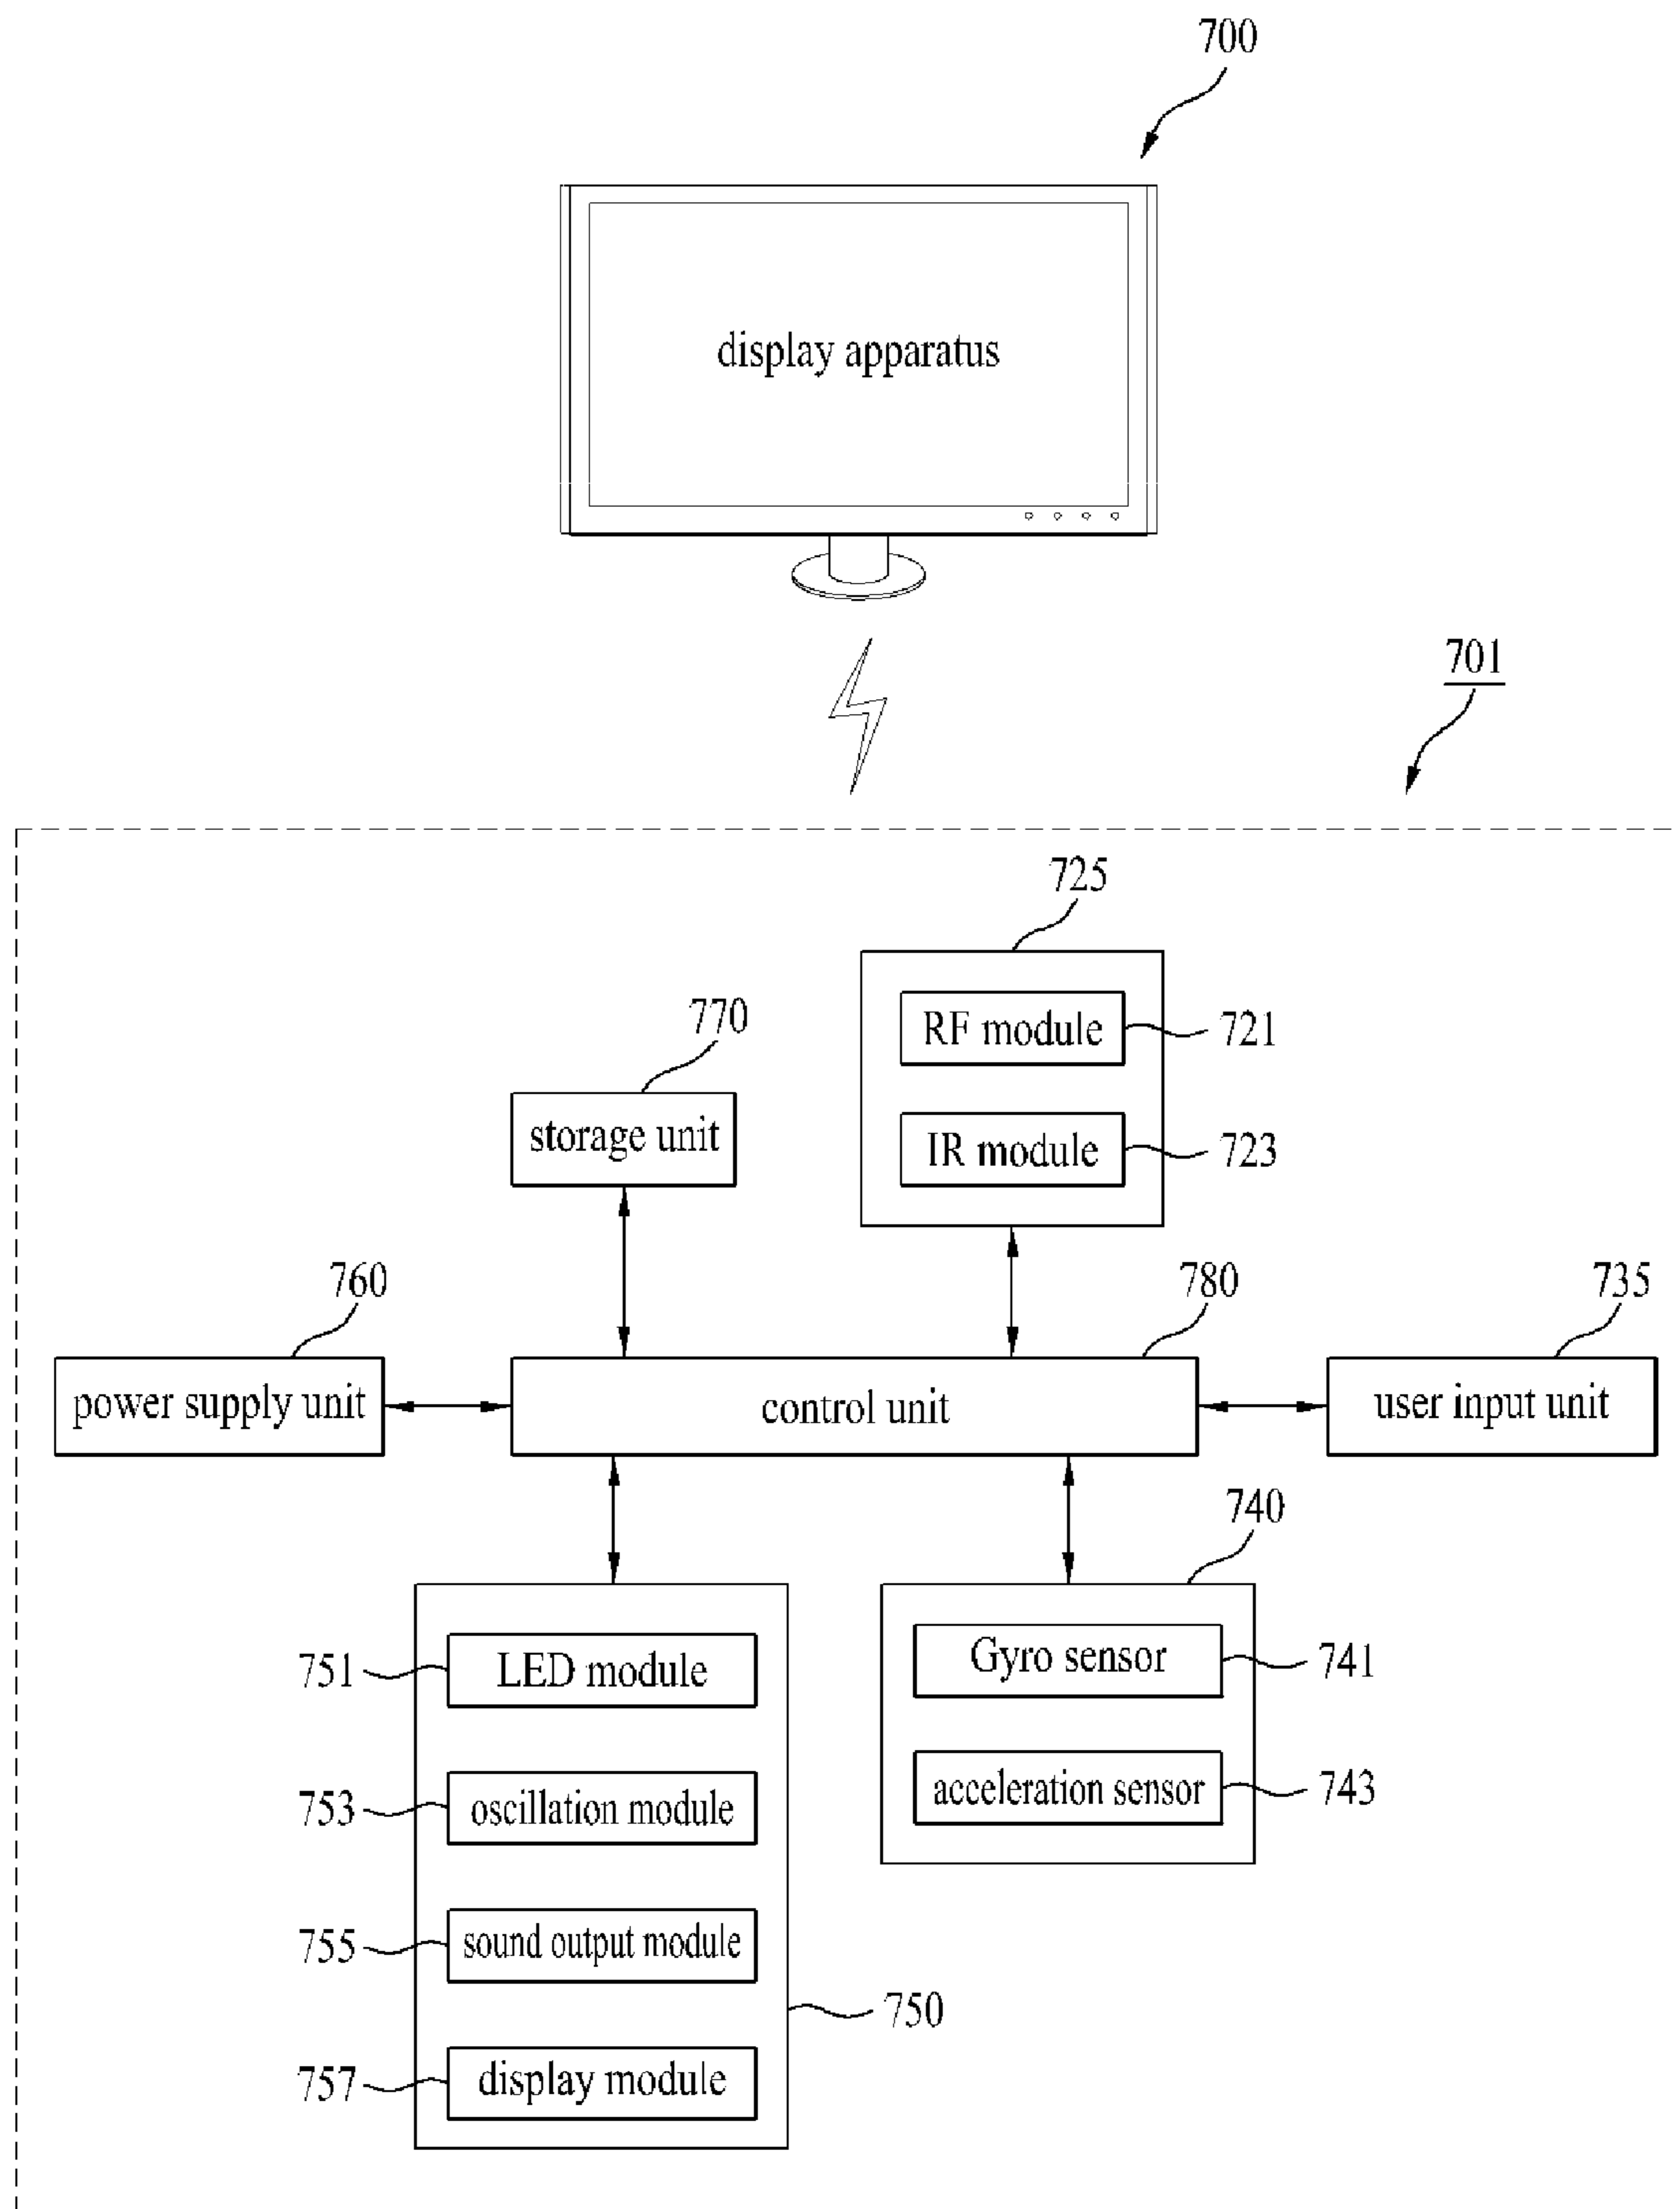 700
display apparatus
701
725
RF module
721
770
storage unit
IR module
723
760
780
735
power supply unit
control unit
user input unit
740
751
LED module
Gyro sensor
741
753
oscillation module
acceleration sensor
743
755
sound output module
750
757
display module